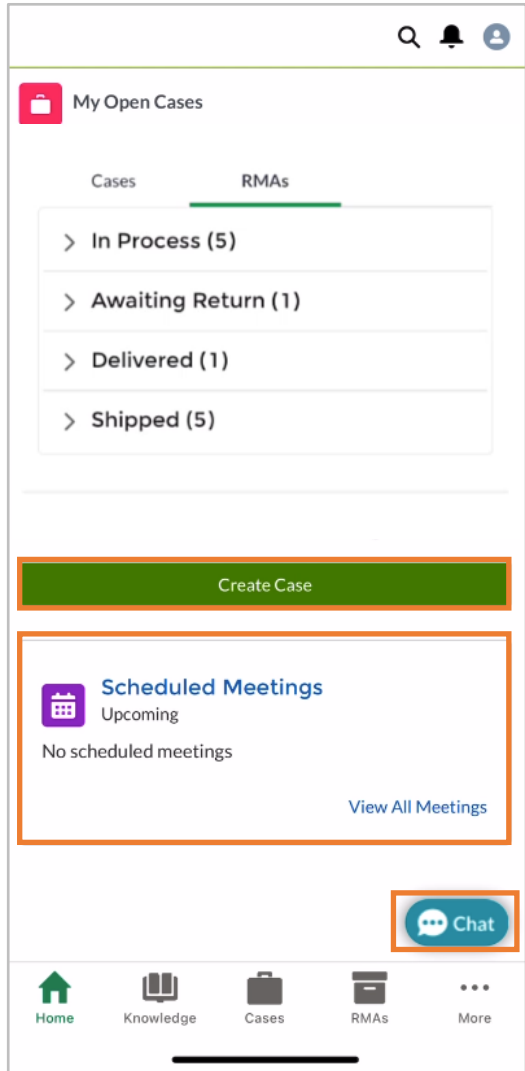 My Open Cases
Cases RMAs
In Process (5)
Awaiting Return (1)
Delivered (1)
Shipped (5)
Create Case
Scheduled Meetings
Upcoming
No scheduled meetings
View All Meetings
Chat
Home Knowledge Cases RMAs More